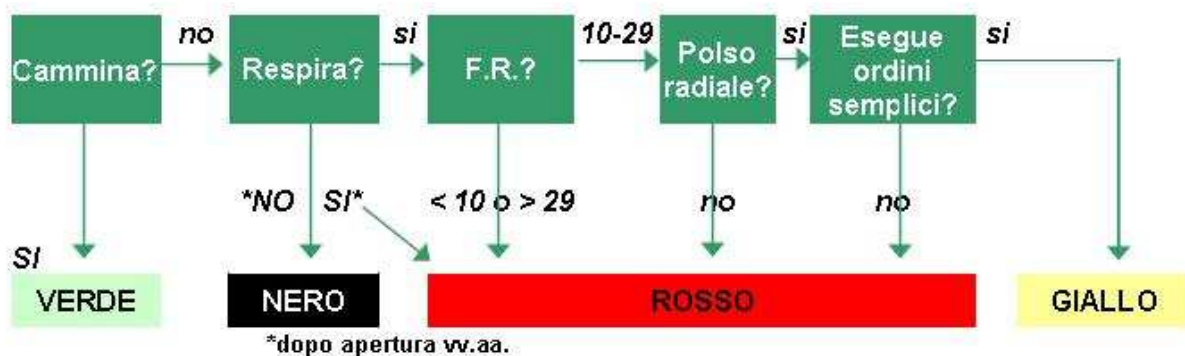 Cammina?
no
Respira?
si
F.R.?
10-29
Polso
radiale?
si
Esegue
ordini
semplici?
si
*NO
SI*
< 10 o > 29
no
no
SI
VERDE
NERO
ROSSO
GIALLO
*dopo apertura vv.aa.